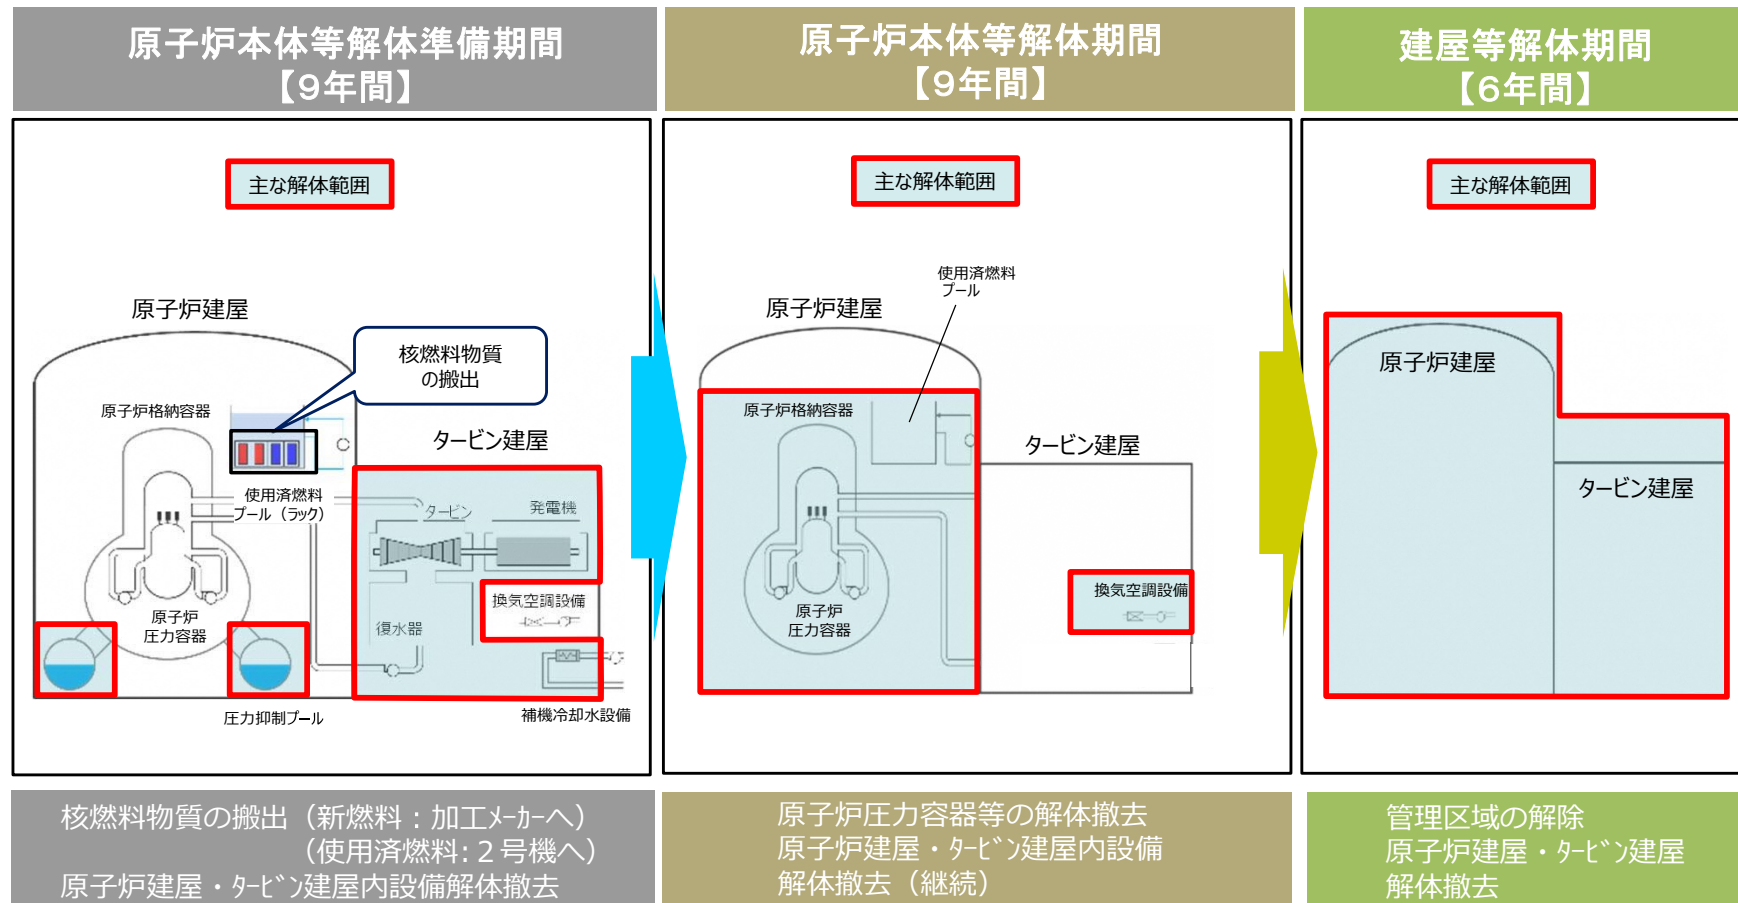 原子炉本体等解体準備期間
【9年間】
主な解体範囲
原子炉建屋
核燃料物質
の搬出
原子炉格納容器
タービン建屋
使用済燃料
プール（ラック）
タービン
発電機
換気空調設備
復水器
原子炉
圧力容器
圧力抑制プール
補機冷却水設備
核燃料物質の搬出（新燃料：加工ﾒｰｶｰへ）
（使用済燃料：２号機へ）
原子炉建屋・ﾀｰﾋﾞﾝ建屋内設備解体撤去
原子炉本体等解体期間
【9年間】
主な解体範囲
使用済燃料
プール
原子炉建屋
原子炉格納容器
タービン建屋
換気空調設備
原子炉
圧力容器
原子炉圧力容器等の解体撤去
原子炉建屋・ﾀｰﾋﾞﾝ建屋内設備
解体撤去（継続）
建屋等解体期間
【6年間】
主な解体範囲
原子炉建屋
タービン建屋
管理区域の解除
原子炉建屋・ﾀｰﾋﾞﾝ建屋
解体撤去